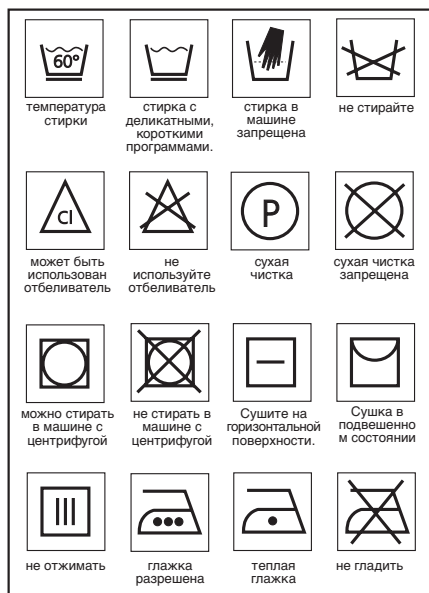 60°
температура
стирки
стирка с
деликатными,
короткими
программами.
стирка в
машине
запрещена
не стирайте
Cl
может быть
использован
отбеливатель
не
используйте
отбеливатель
P
сухая
чистка
сухая чистка
запрещена
можно стирать
в машине с
центрифугой
не стирать в
машине с
центрифугой
Сушите на
горизонтальной
поверхности.
Сушка в
подвешенно
м состоянии
не отжимать
глажка
разрешена
теплая
глажка
не гладить